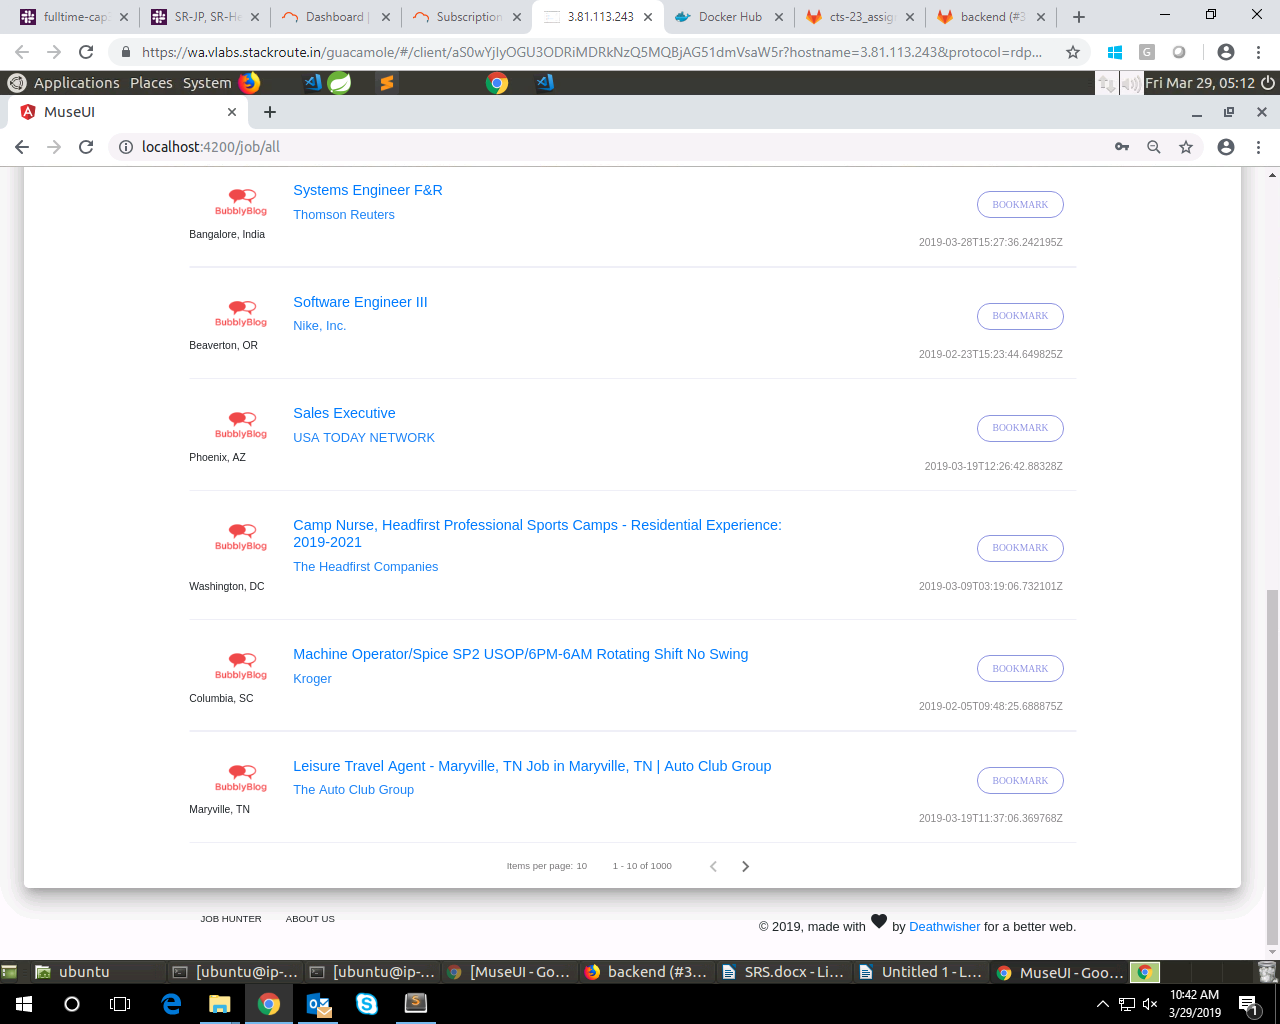 fulltime-cap
SR-JP, SR-He
Dashboard |
Subscription
3.81.113.243
Docker Hub
cts-23_assig
backend (#3
https://wa.vlabs.stackroute.in/guacamole/#/client/aS0wYjIyOGU3ODRiMDRkNzQ5MQBjAG51dmVsaW5r?hostname=3.81.113.243&protocol=rdp...
G
Applications Places System
Fri Mar 29, 05:12
MuseUI
localhost:4200/job/all
Systems Engineer F&R
BubblyBlog
BOOKMARK
Thomson Reuters
Bangalore, India
2019-03-28T15:27:36.242195Z
Software Engineer III
BubblyBlog
BOOKMARK
Nike, Inc.
Beaverton, OR
2019-02-23T15:23:44.649825Z
Sales Executive
BubblyBlog
BOOKMARK
USA TODAY NETWORK
Phoenix, AZ
2019-03-19T12:26:42.88328Z
Camp Nurse, Headfirst Professional Sports Camps - Residential Experience:
2019-2021
BubblyBlog
BOOKMARK
The Headfirst Companies
Washington, DC
2019-03-09T03:19:06.732101Z
Machine Operator/Spice SP2 USOP/6PM-6AM Rotating Shift No Swing
BubblyBlog
BOOKMARK
Kroger
Columbia, SC
2019-02-05T09:48:25.688875Z
Leisure Travel Agent - Maryville, TN Job in Maryville, TN | Auto Club Group
BubblyBlog
BOOKMARK
The Auto Club Group
Maryville, TN
2019-03-19T11:37:06.369768Z
Items per page: 10 1 - 10 of 1000
JOB HUNTER ABOUT US
© 2019, made with by Deathwisher for a better web.
ubuntu
[ubuntu@ip-...
[ubuntu@ip-...
[MuseUI - Goo...
backend (#3...
SRS.docx - Li...
Untitled 1 - L...
MuseUI - Goo...
10:42 AM
3/29/2019
1